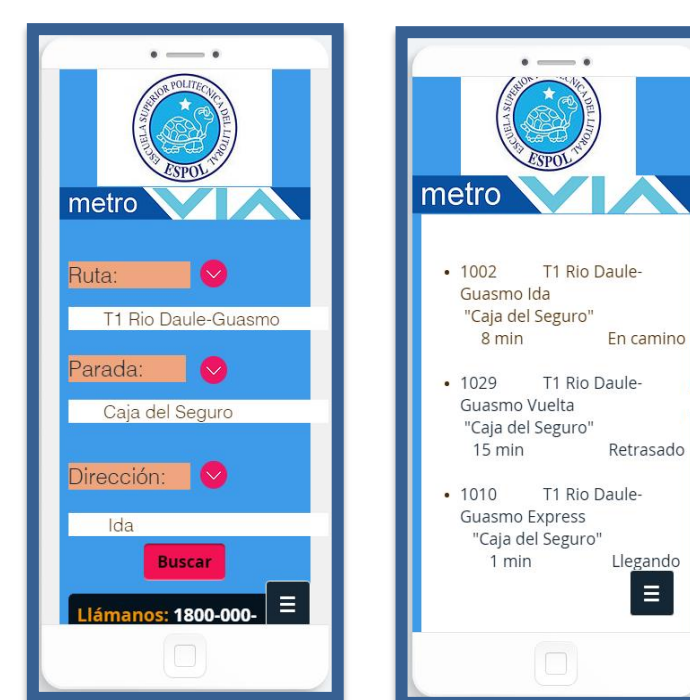 ESCUELA SUPERIOR POLITECNICA DEL LITORAL
ESPOL
metro VIA
Ruta:
T1 Rio Daule-Guasmo
Parada:
Caja del Seguro
Dirección:
Ida
Buscar
Llámanos: 1800-000-
ESCUELA SUPERIOR POLITECNICA DEL LITORAL
ESPOL
metro VIA
• 1002 T1 Rio Daule-
Guasmo Ida
"Caja del Seguro"
8 min En camino
• 1029 T1 Rio Daule-
Guasmo Vuelta
"Caja del Seguro"
15 min Retrasado
• 1010 T1 Rio Daule-
Guasmo Express
"Caja del Seguro"
1 min Llegando